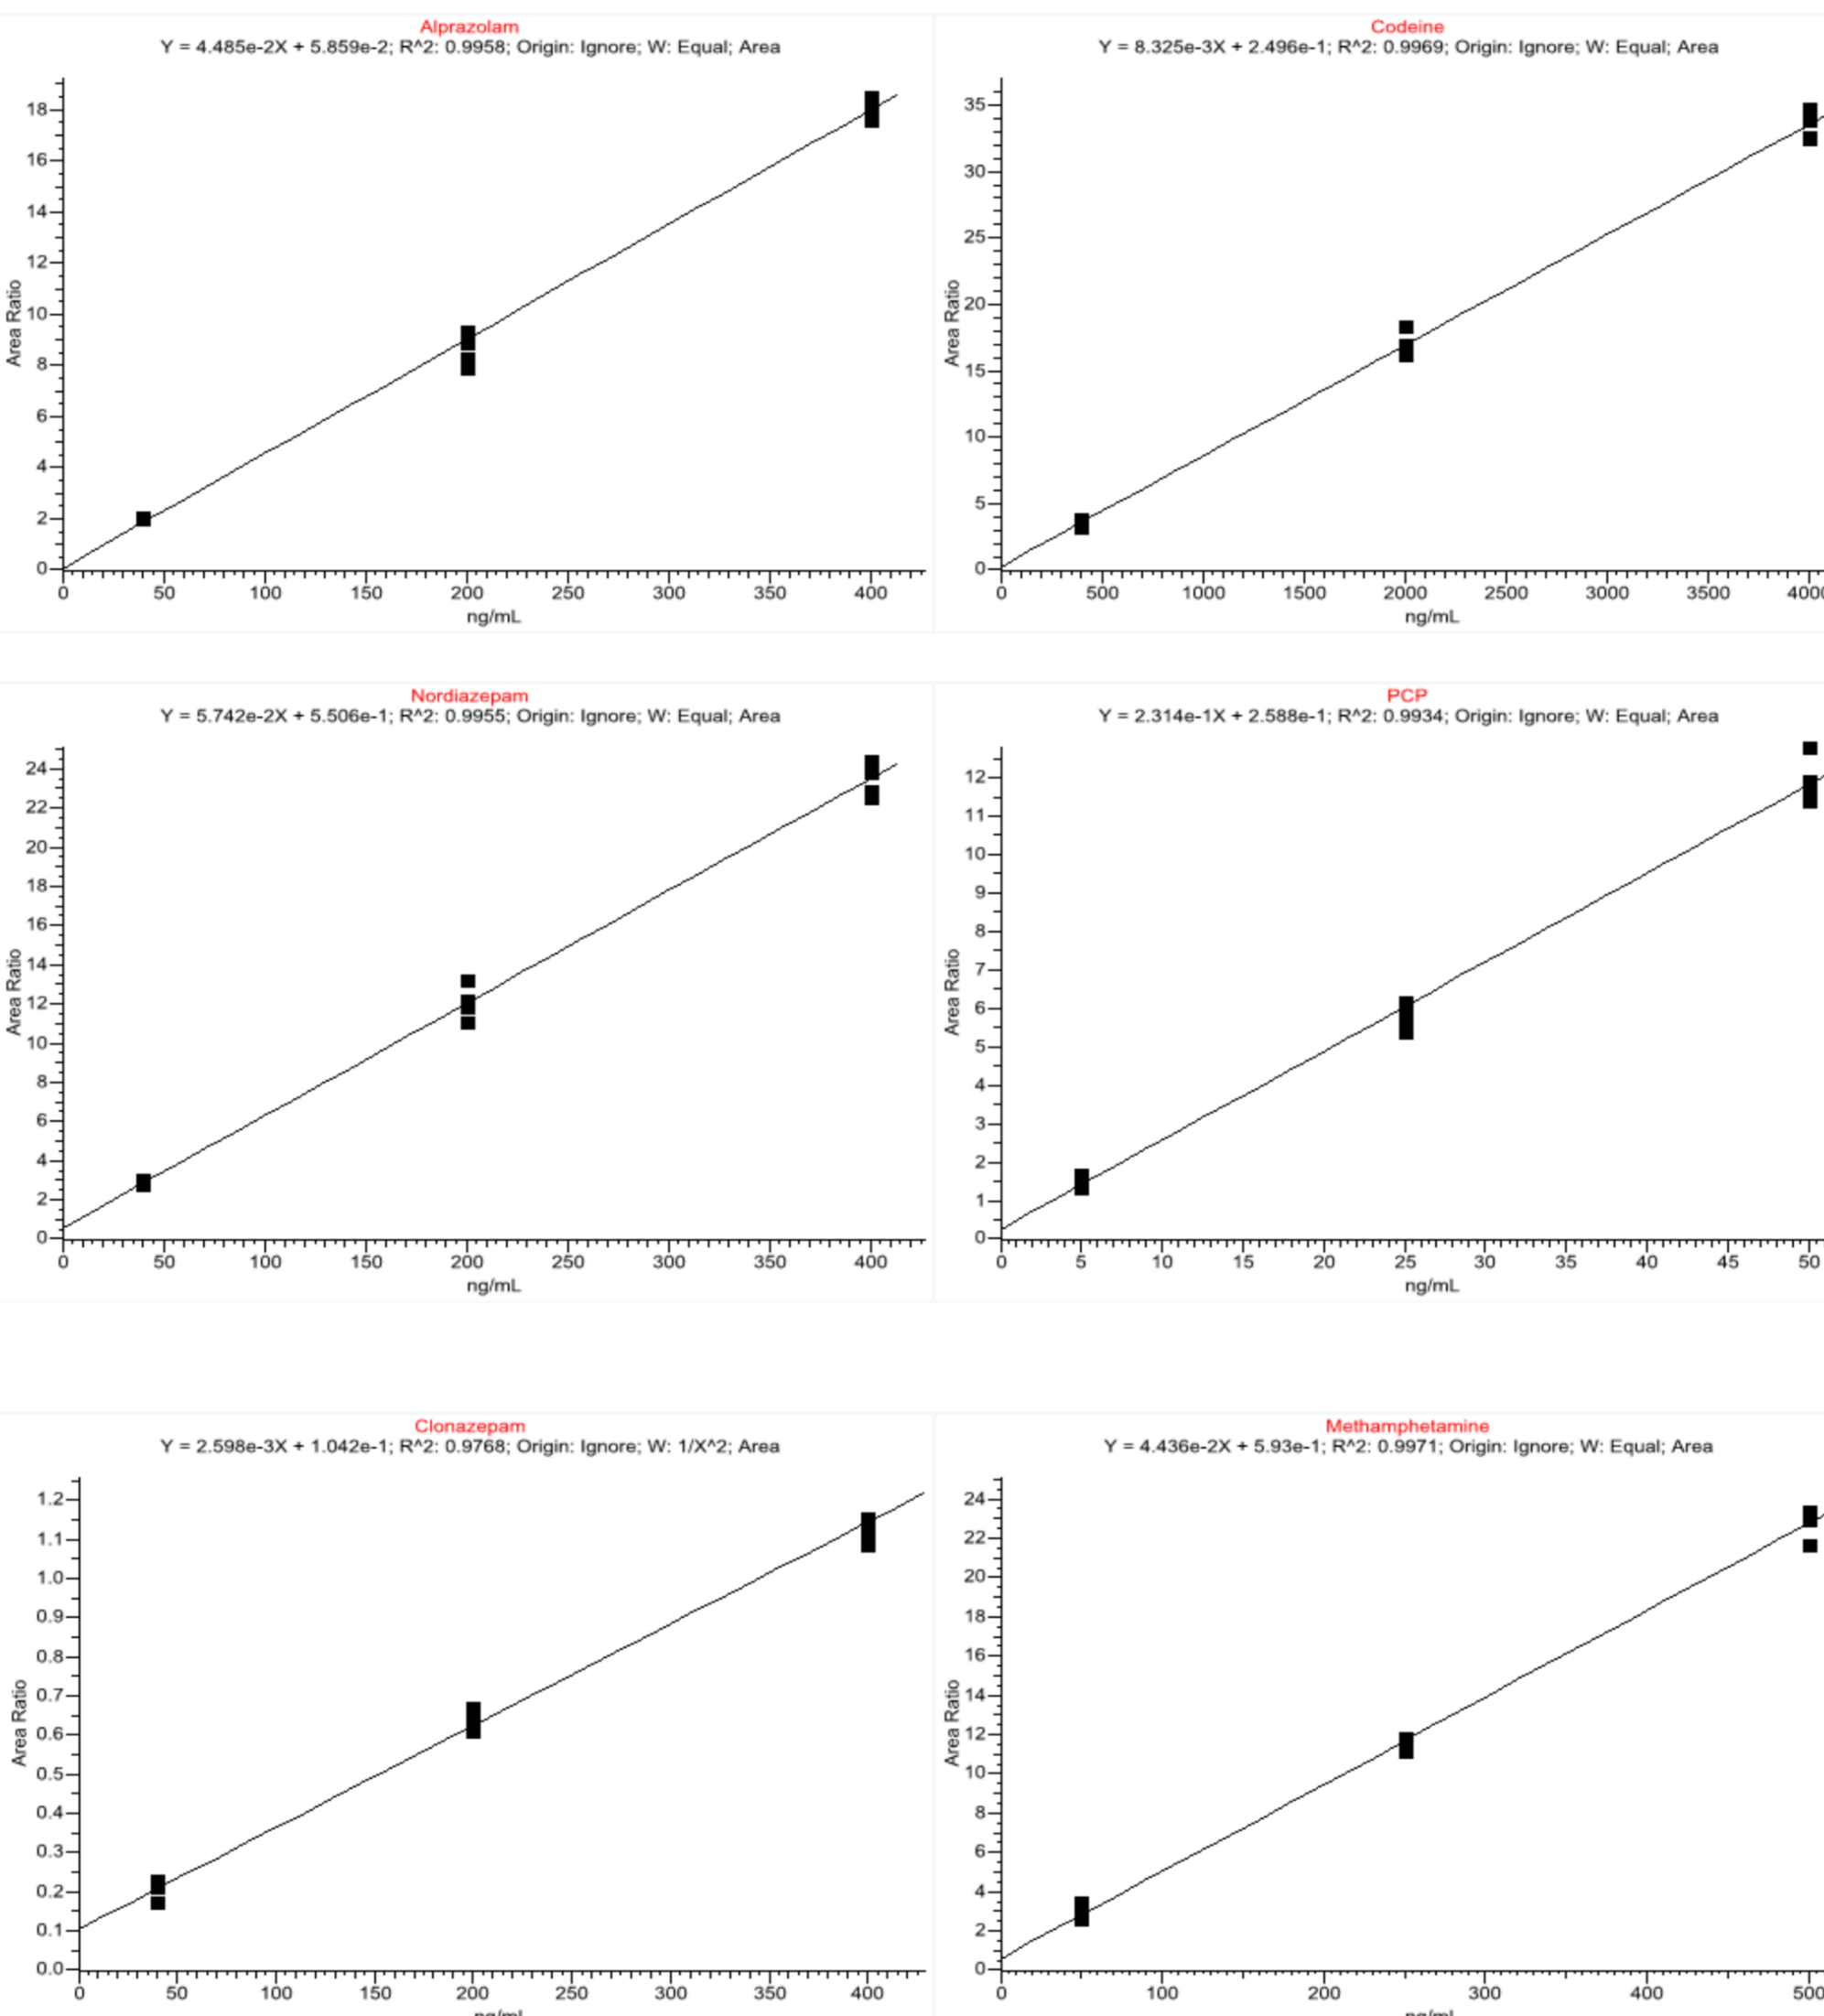 Alprazolam
Y = 4.485e-2X + 5.859e-2; R^2: 0.9958; Origin: Ignore; W: Equal; Area
18
16
14
12
10
8
6
4
2
0
Area Ratio
0 50 100 150 200 250 300 350 400
ng/mL
Codeine
Y = 8.325e-3X + 2.496e-1; R^2: 0.9969; Origin: Ignore; W: Equal; Area
35
30
25
20
15
10
5
0
Area Ratio
0 500 1000 1500 2000 2500 3000 3500 4000
ng/mL
Nordiazepam
Y = 5.742e-2X + 5.506e-1; R^2: 0.9955; Origin: Ignore; W: Equal; Area
24
22
20
18
16
14
12
10
8
6
4
2
0
Area Ratio
0 50 100 150 200 250 300 350 400
ng/mL
PCP
Y = 2.314e-1X + 2.588e-1; R^2: 0.9934; Origin: Ignore; W: Equal; Area
12
11
10
9
8
7
6
5
4
3
2
1
0
Area Ratio
0 5 10 15 20 25 30 35 40 45 50
ng/mL
Clonazepam
Y = 2.598e-3X + 1.042e-1; R^2: 0.9768; Origin: Ignore; W: 1/X^2; Area
1.2
1.1
1.0
0.9
0.8
0.7
0.6
0.5
0.4
0.3
0.2
0.1
0.0
Area Ratio
0 50 100 150 200 250 300 350 400
ng/mL
Methamphetamine
Y = 4.436e-2X + 5.93e-1; R^2: 0.9971; Origin: Ignore; W: Equal; Area
24
22
20
18
16
14
12
10
8
6
4
2
0
Area Ratio
0 100 200 300 400 500
ng/mL